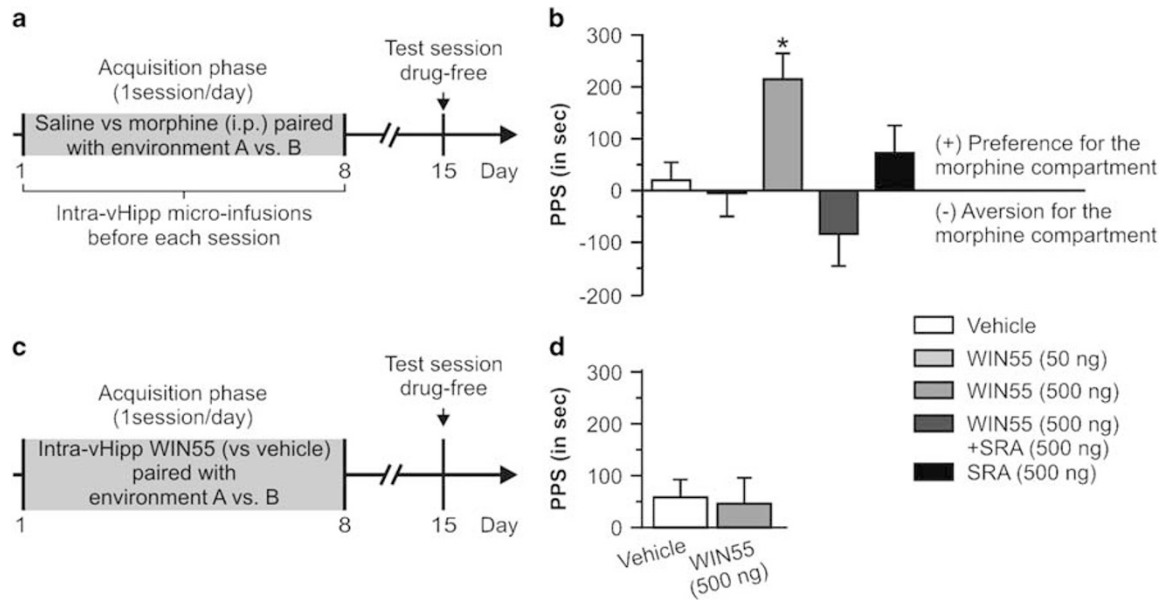 a
Acquisition phase
(1session/day)
Saline vs morphine (i.p.) paired
with environment A vs. B
Test session
drug-free
1
8
15
Day
Intra-vHipp micro-infusions
before each session
b
PPS (in sec)
300
200
100
0
-100
-200
*
(+) Preference for the
morphine compartment
(-) Aversion for the
morphine compartment
Vehicle
WIN55 (50 ng)
WIN55 (500 ng)
WIN55 (500 ng)
+SRA (500 ng)
SRA (500 ng)
c
Acquisition phase
(1session/day)
Intra-vHipp WIN55 (vs vehicle)
paired with
environment A vs. B
Test session
drug-free
1
8
15
Day
d
PPS (in sec)
300
200
100
0
Vehicle
WIN55
(500 ng)